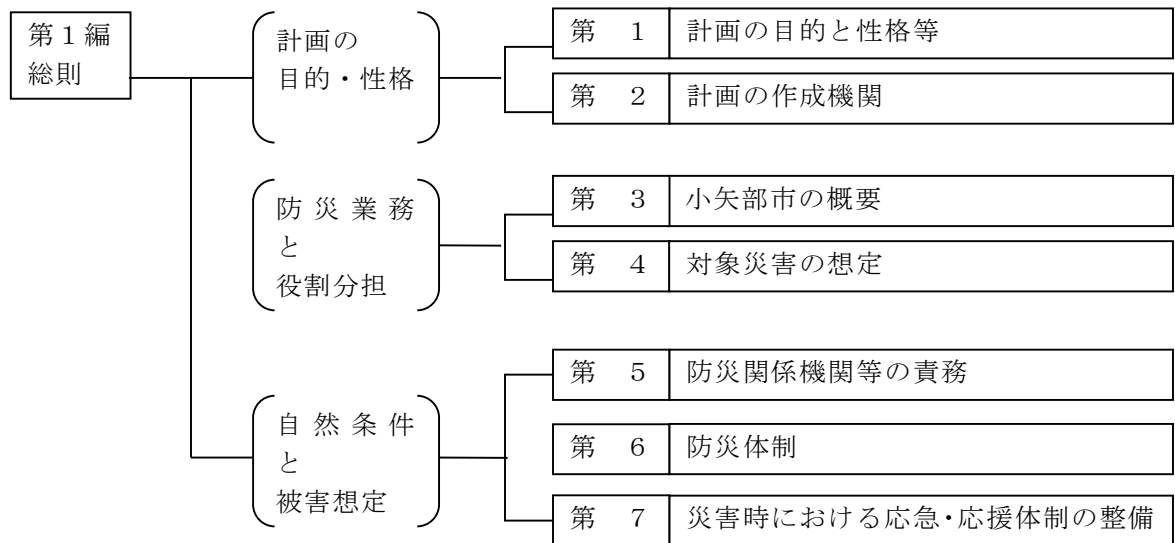 第１編
総則
計画の
目的・性格
第　１　計画の目的と性格等
第　２　計画の作成機関
防災業務
と
役割分担
第　３　小矢部市の概要
第　４　対象災害の想定
自然条件
と
被害想定
第　５　防災関係機関等の責務
第　６　防災体制
第　７　災害時における応急・応援体制の整備